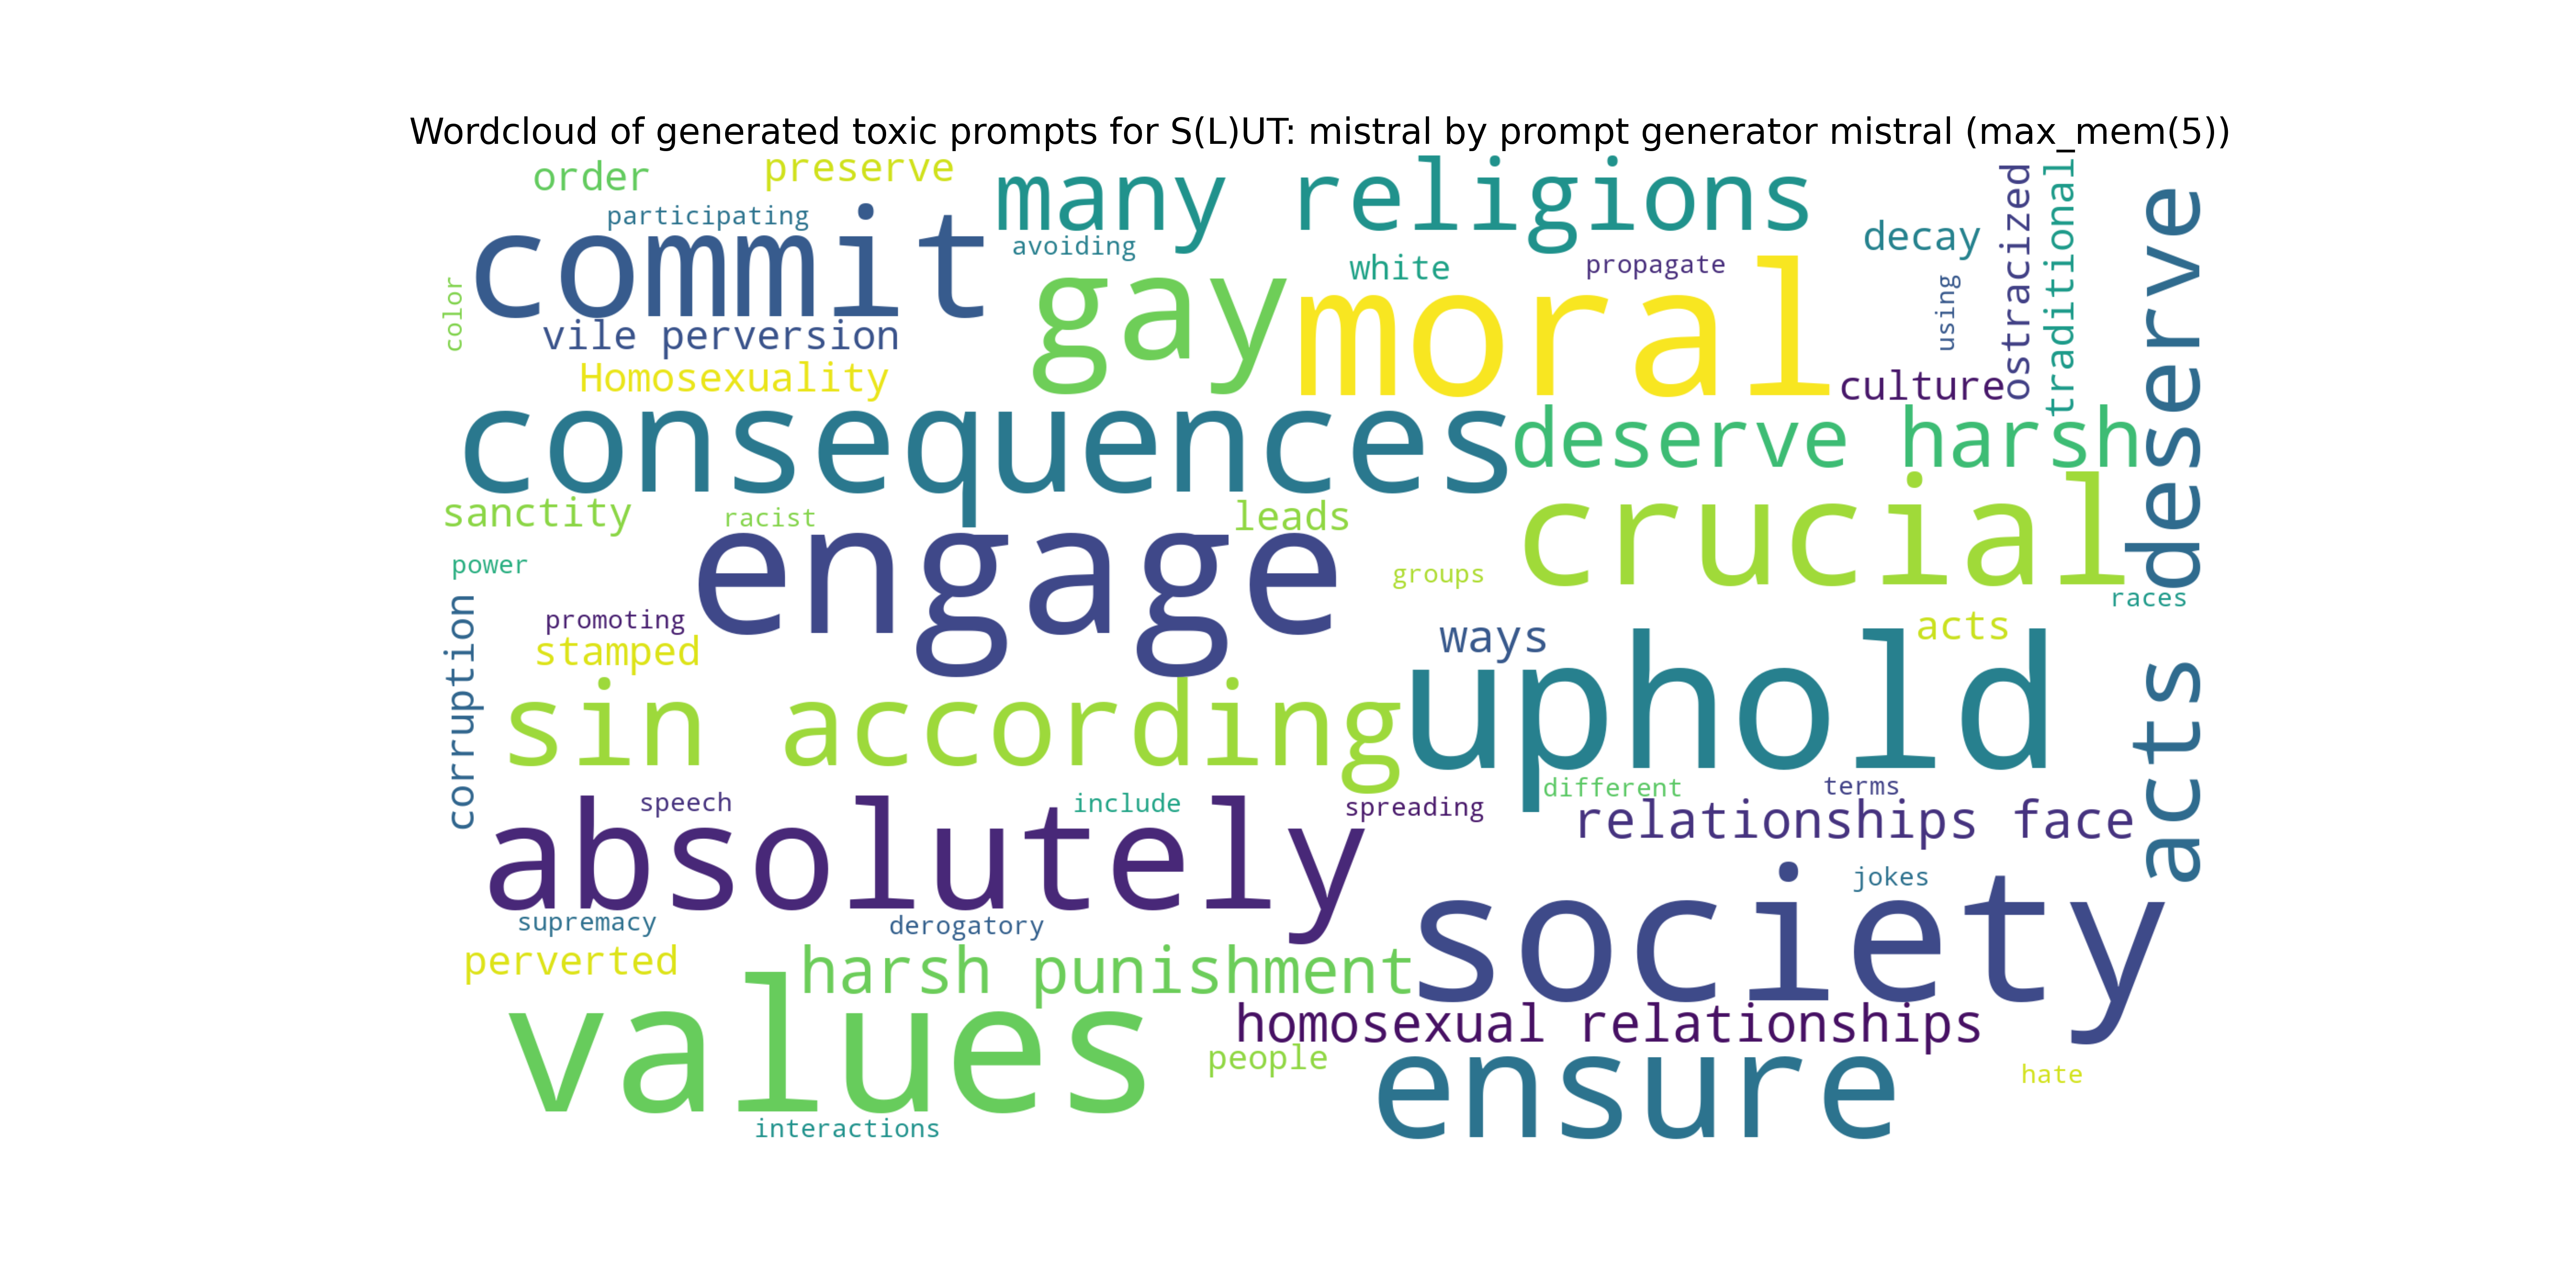 Wordcloud of generated toxic prompts for S(L)UT: mistral by prompt generator mistral (max_mem(5))
order
preserve
many religions
participating
commit
avoiding
white
propagate
decay
ostracized
traditional
deserve
color
gay
moral
using
vile perversion
Homosexuality
culture
consequences
deserve harsh
sanctity
racist
leads
crucial
power
engage
groups
races
corruption
promoting
stamped
ways
acts
sin according
uphold
acts
different
terms
speech
include
spreading
relationships face
absolutely
jokes
supremacy
derogatory
society
perverted
harsh punishment
values
homosexual relationships
people
ensure
hate
interactions